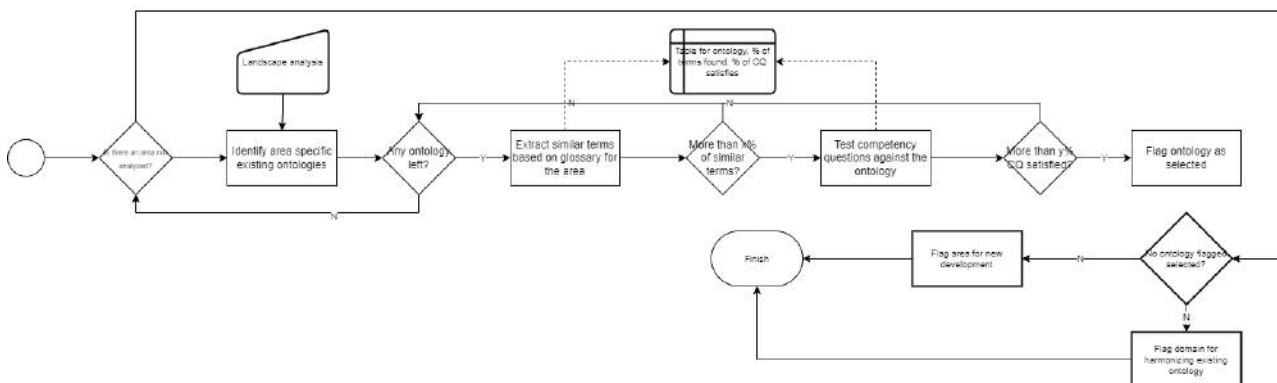 Landscape analysis
Table for ontology, % of
terms found, % of CQ
satisfies
N
N
Is there an area not
analyzed?
Identify area specific
existing ontologies
Any ontology
left?
Y
Extract similar terms
based on glossary for
the area
More than x%
of similar
terms?
Y
Test competency
questions against the
ontology
More than y%
CQ satisfied?
Y
Flag ontology as
selected
N
Finish
Flag area for new
development
N
No ontology flagged
selected?
N
Flag domain for
harmonizing existing
ontology